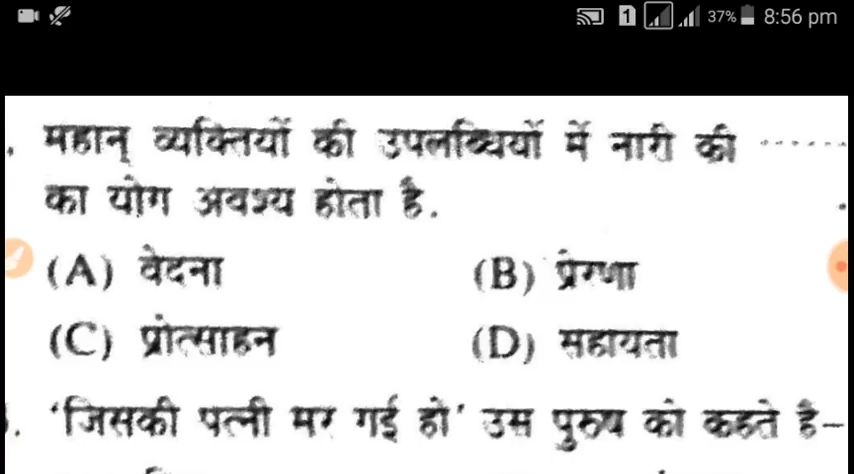 1 37% 8:56 pm
. महान् व्यक्तियों की उपलब्धियों में नारी की ......
का योग अवश्य होता है.
(A) वेदना (B) प्रेरणा
(C) प्रोत्साहन (D) सहायता
. 'जिसकी पत्नी मर गई हो' उस पुरुष को कहते है–